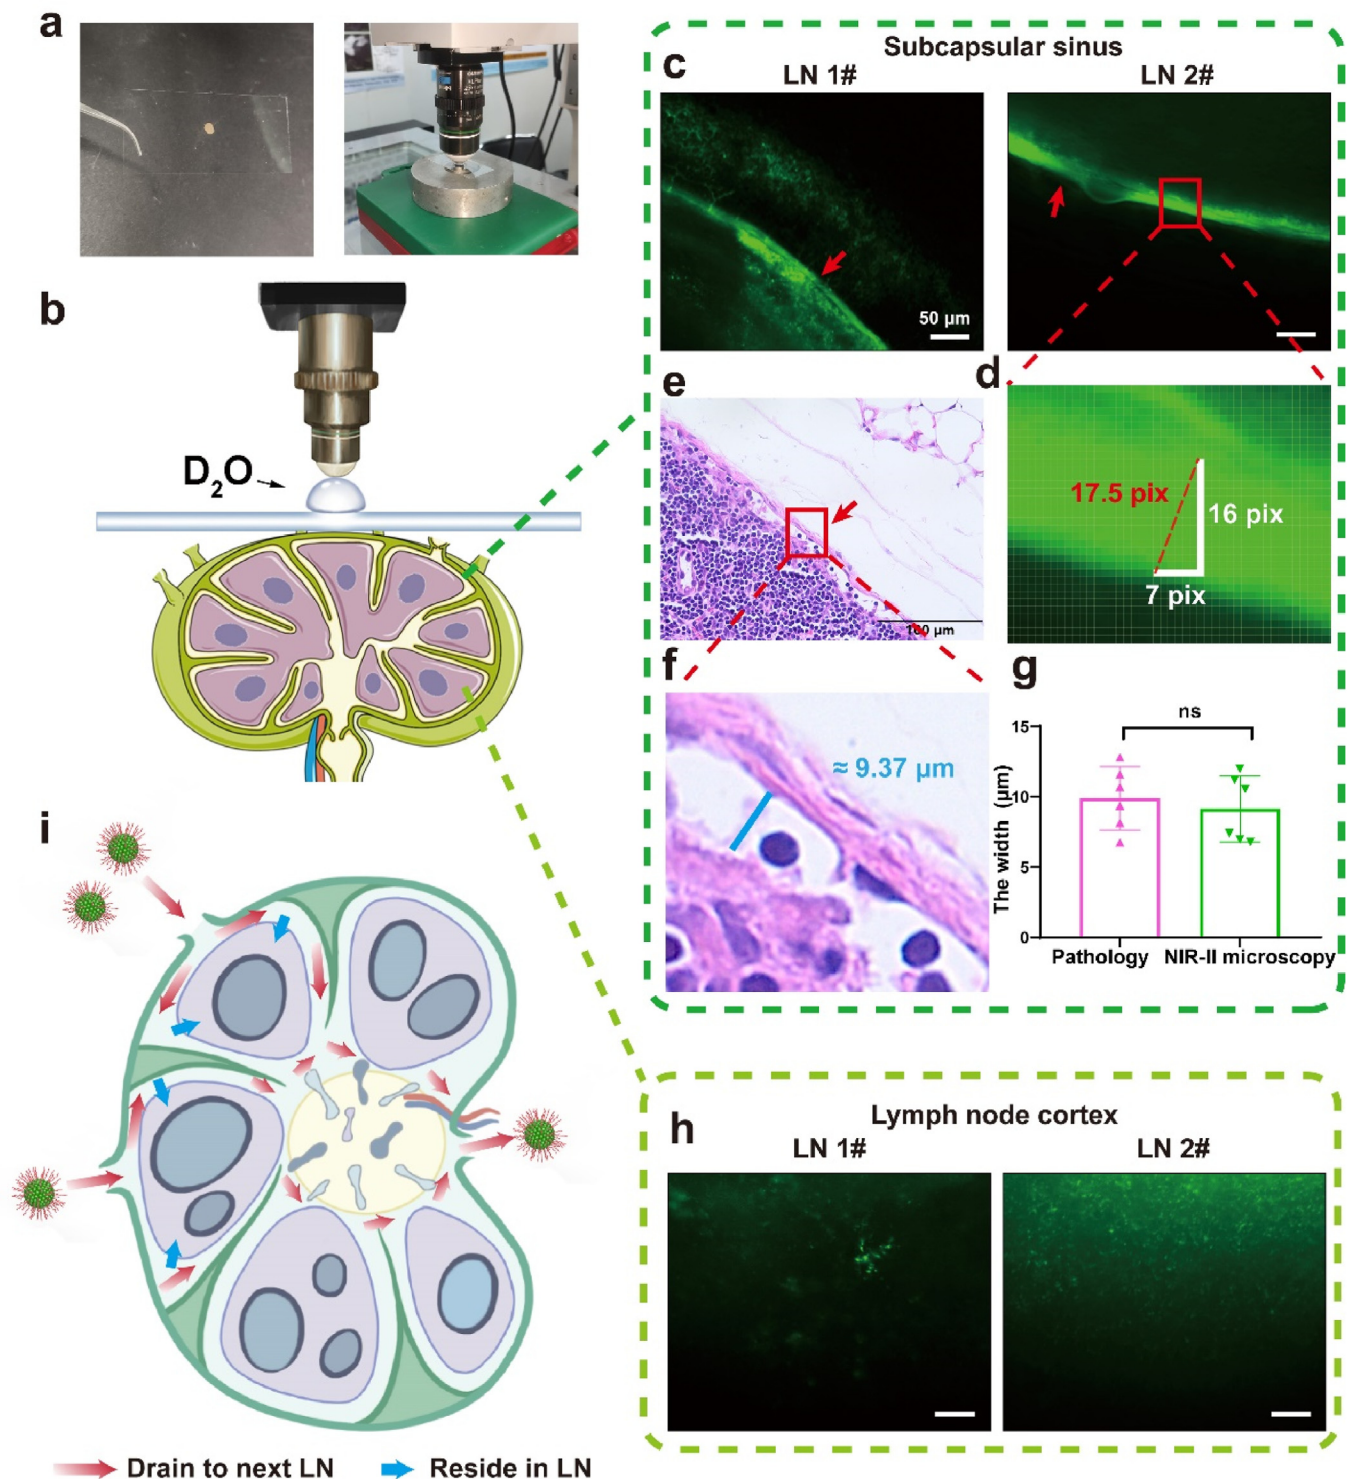 a
b
D₂O
Subcapsular sinus
c
LN 1#
LN 2#
50 μm
d
17.5 pix
16 pix
7 pix
e
100 μm
f
≈ 9.37 μm
g
ns
15
10
5
0
The width (μm)
Pathology
NIR-II microscopy
Lymph node cortex
h
LN 1#
LN 2#
i
Drain to next LN
Reside in LN